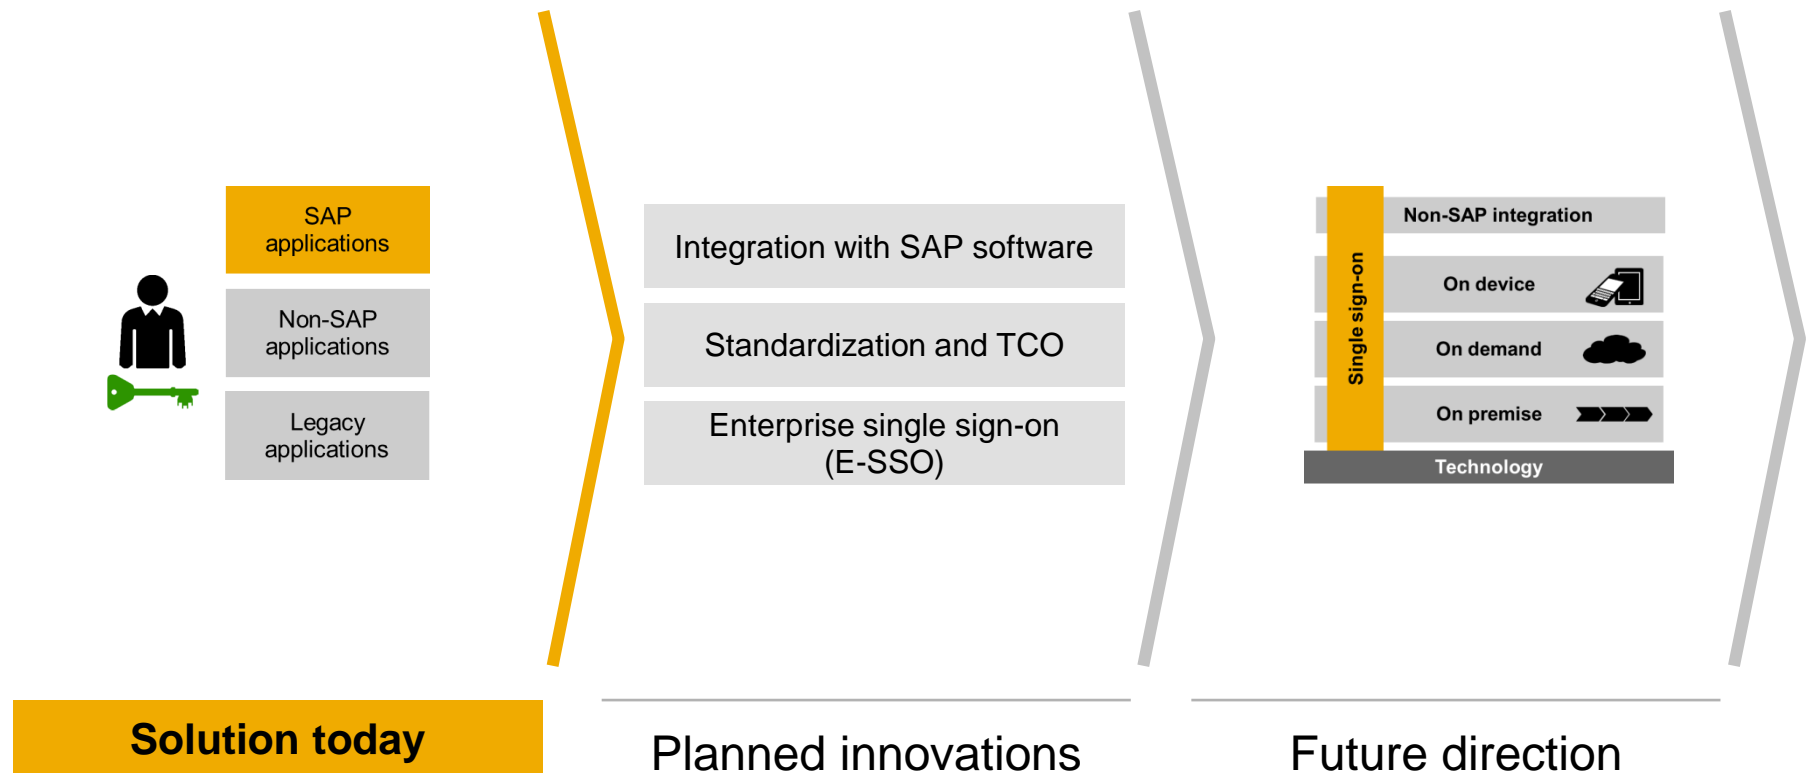 SAP
applications
Non-SAP
applications
Legacy
applications
Solution today
Integration with SAP software
Standardization and TCO
Enterprise single sign-on
(E-SSO)
Planned innovations
Single sign-on
Non-SAP integration
On device
On demand
On premise
Technology
Future direction